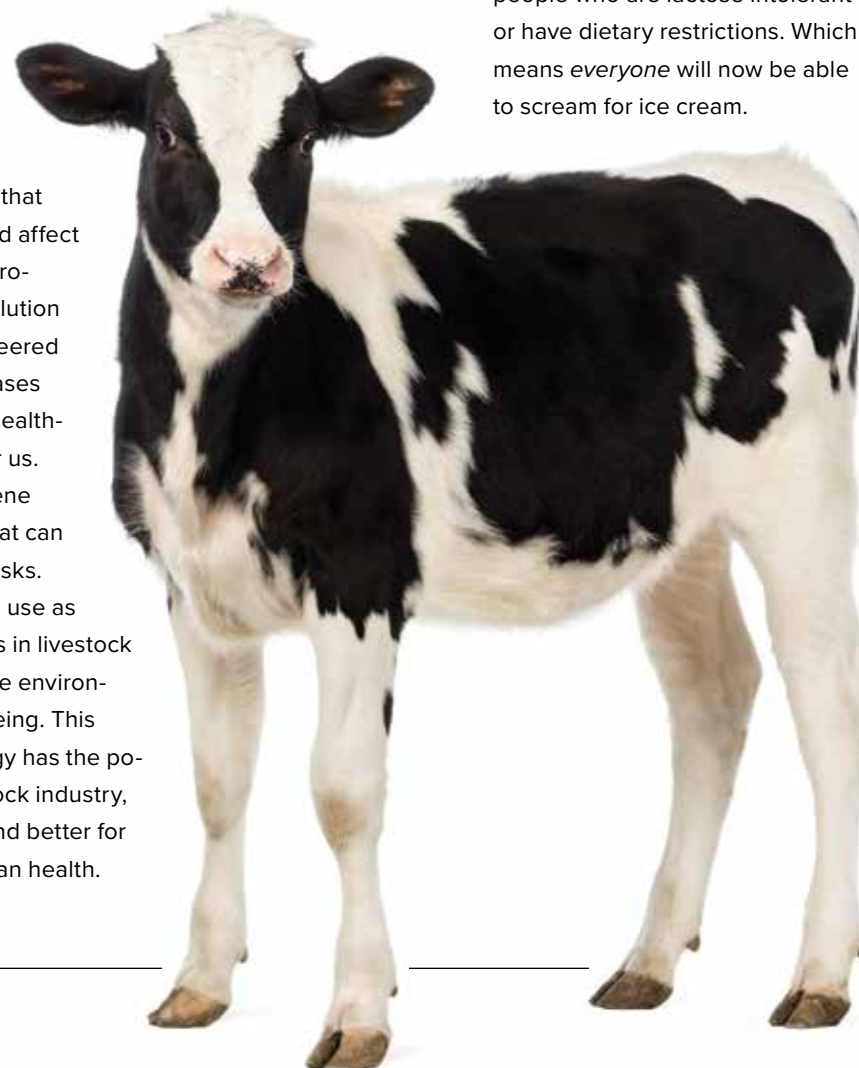 that
d affect
ro-
lution
eered
ases
ealth-
r us.
ene
at can
sks.
use as
s in livestock
e environ-
eing. This
gy has the po-
ock industry,
nd better for
an health.
people who are lactose intolerant
or have dietary restrictions. Which
means everyone will now be able
to scream for ice cream.